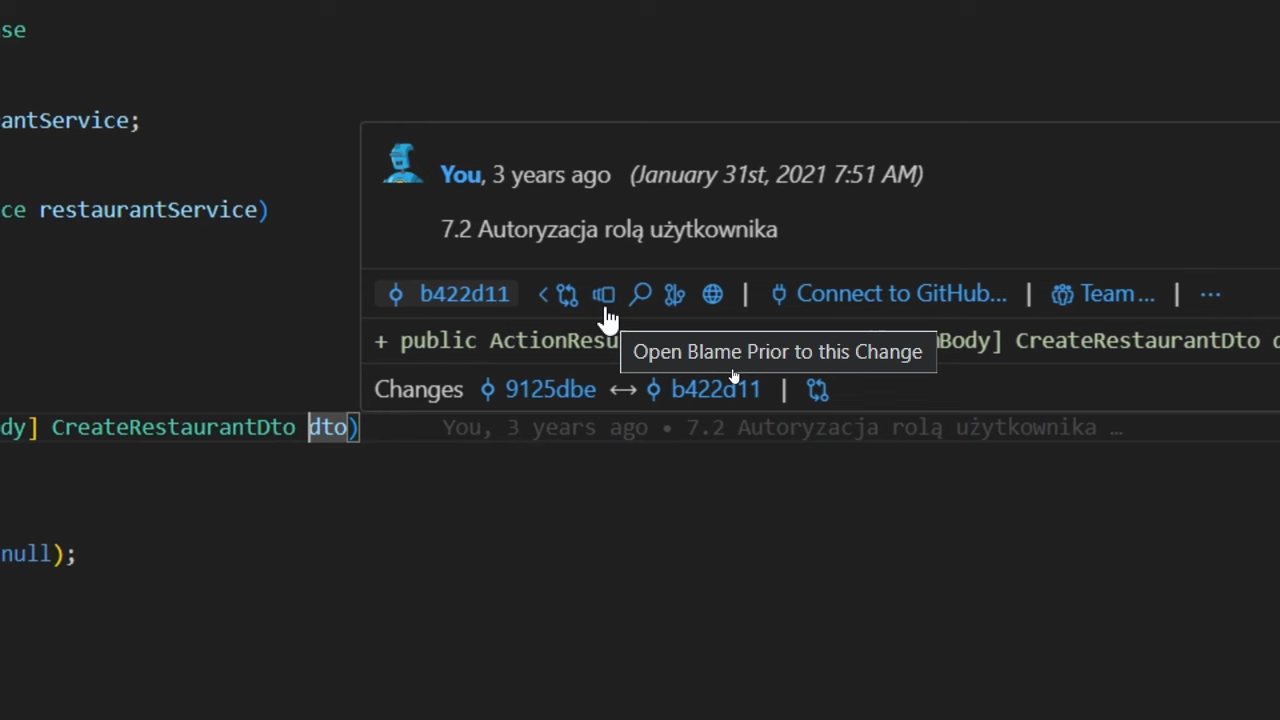 se
antService;
You, 3 years ago (January 31st, 2021 7:51 AM)
ce restaurantService)
7.2 Autoryzacja rolą użytkownika
b422d11 | Connect to GitHub... | Team... | ...
+ public ActionResu Body] CreateRestaurantDto d
Open Blame Prior to this Change
Changes 9125dbe ↔ b422d11 |
dy] CreateRestaurantDto dto) You, 3 years ago • 7.2 Autoryzacja rolą użytkownika …
null);